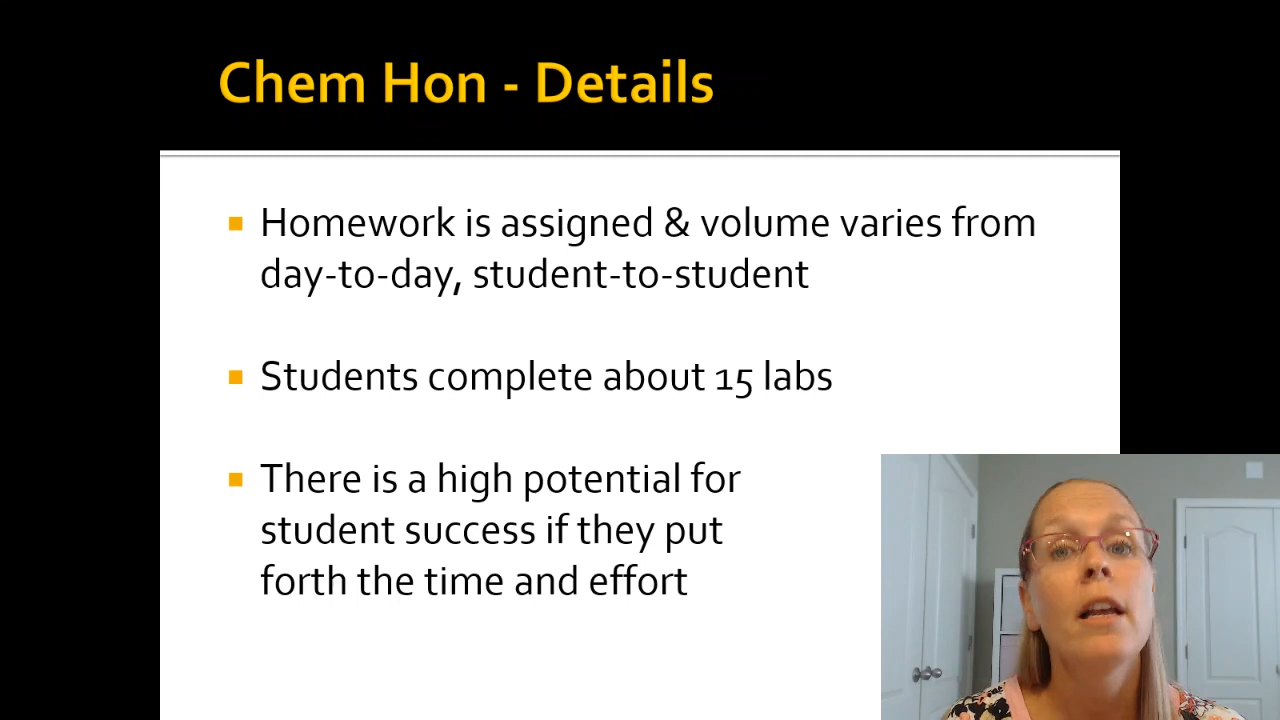 Chem Hon - Details
Homework is assigned & volume varies from
day-to-day, student-to-student
Students complete about 15 labs
There is a high potential for
student success if they put
forth the time and effort